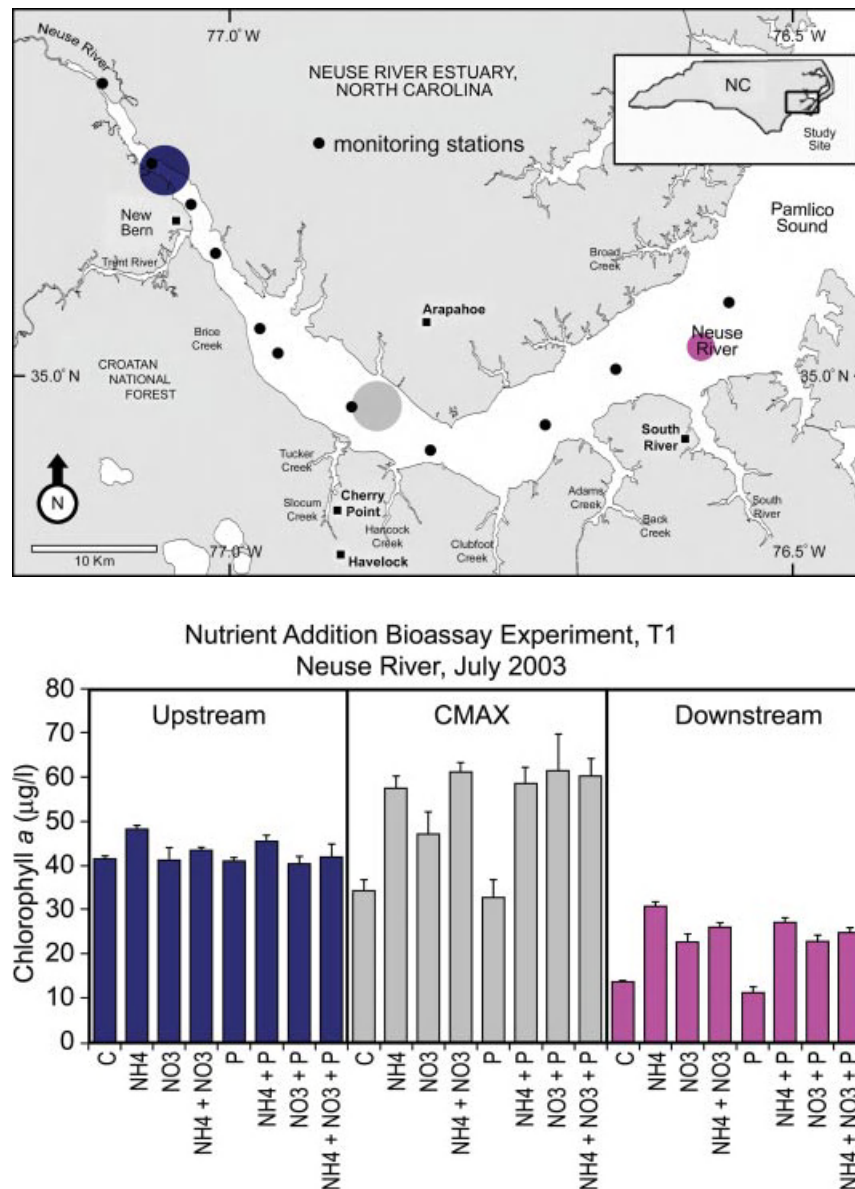 77.0° W
76.5° W
Neuse River
NEUSE RIVER ESTUARY,
NORTH CAROLINA
NC
monitoring stations
Study
Site
New
Bern
Pamlico
Sound
Trent River
Broad
Creek
Arapahoe
Brice
Creek
Neuse
River
CROATAN
NATIONAL
FOREST
35.0° N
35.0° N
South
River
Tucker
Creek
N
Cherry
Point
Slocum
Creek
Hancock
Creek
Adams
Creek
Back
Creek
South
River
Clubfoot
Creek
10 Km
77.0° W
Havelock
76.5° W
Nutrient Addition Bioassay Experiment, T1
Neuse River, July 2003
Chlorophyll a (µg/l)
80
70
60
50
40
30
20
10
0
Upstream
CMAX
Downstream
C
NH4
NO3
NH4 + NO3
P
NH4 + P
NO3 + P
NH4 + NO3 + P
C
NH4
NO3
NH4 + NO3
P
NH4 + P
NO3 + P
NH4 + NO3 + P
C
NH4
NO3
NH4 + NO3
P
NH4 + P
NO3 + P
NH4 + NO3 + P